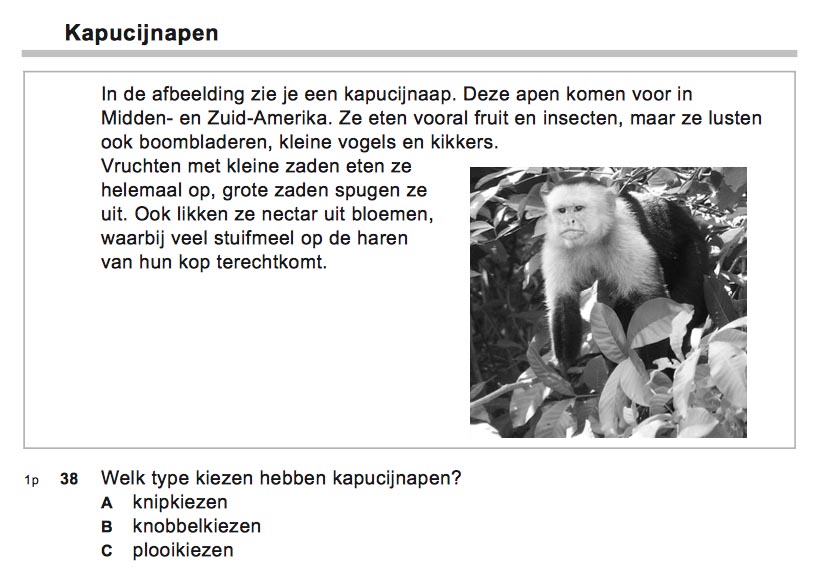 Kapucijnapen
In de afbeelding zie je een kapucijnaap. Deze apen komen voor in
Midden- en Zuid-Amerika. Ze eten vooral fruit en insecten, maar ze lusten
ook boombladeren, kleine vogels en kikkers.
Vruchten met kleine zaden eten ze
helemaal op, grote zaden spugen ze
uit. Ook likken ze nectar uit bloemen,
waarbij veel stuifmeel op de haren
van hun kop terechtkomt.
1p 38 Welk type kiezen hebben kapucijnapen?
A knipkiezen
B knobbelkiezen
C plooikiezen